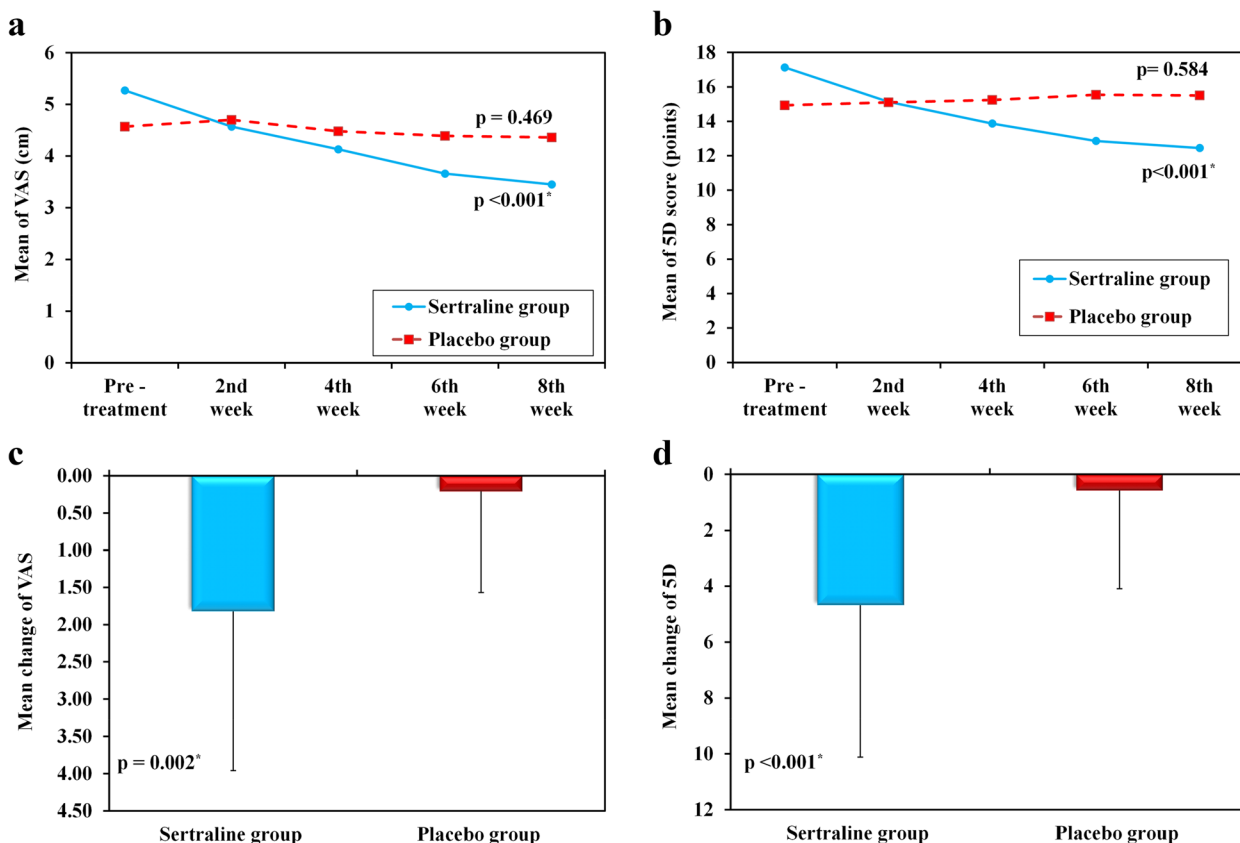 a
Mean of VAS (cm)
6
5
4
3
2
1
0
p = 0.469
p <0.001*
Sertraline group
Placebo group
Pre - treatment
2nd week
4th week
6th week
8th week
b
Mean of 5D score (points)
18
16
14
12
10
8
6
4
2
0
p= 0.584
p<0.001*
Sertraline group
Placebo group
Pre - treatment
2nd week
4th week
6th week
8th week
c
Mean change of VAS
0.00
0.50
1.00
1.50
2.00
2.50
3.00
3.50
4.00
4.50
p = 0.002*
Sertraline group
Placebo group
d
Mean change of 5D
0
2
4
6
8
10
12
p <0.001*
Sertraline group
Placebo group